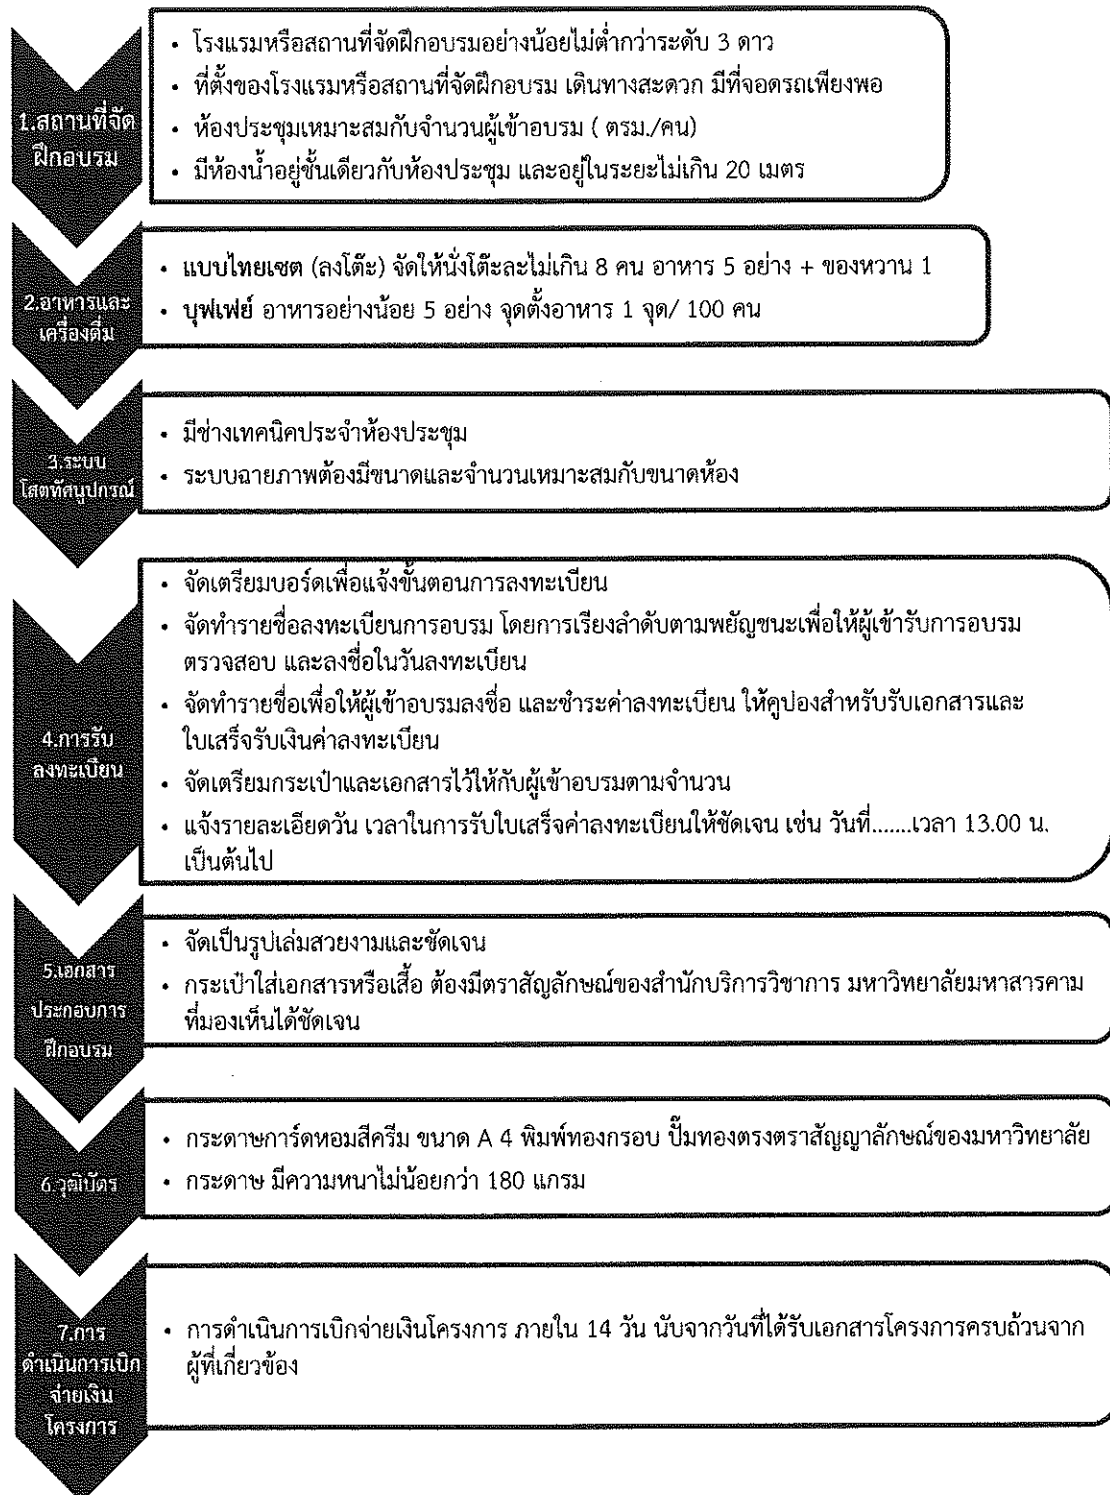 1.สถานที่จัด
ฝึกอบรม
• โรงแรมหรือสถานที่จัดฝึกอบรมอย่างน้อยไม่ต่ำกว่าระดับ 3 ดาว
• ที่ตั้งของโรงแรมหรือสถานที่จัดฝึกอบรม เดินทางสะดวก มีที่จอดรถเพียงพอ
• ห้องประชุมเหมาะสมกับจำนวนผู้เข้าอบรม ( ตรม./คน)
• มีห้องน้ำอยู่ชั้นเดียวกับห้องประชุม และอยู่ในระยะไม่เกิน 20 เมตร
2.อาหารและ
เครื่องดื่ม
• แบบไทยเซต (ลงโต๊ะ) จัดให้นั่งโต๊ะละไม่เกิน 8 คน อาหาร 5 อย่าง + ของหวาน 1
• บุฟเฟย์ อาหารอย่างน้อย 5 อย่าง จุดตั้งอาหาร 1 จุด/ 100 คน
3.ระบบ
โสตทัศนูปกรณ์
• มีช่างเทคนิคประจำห้องประชุม
• ระบบฉายภาพต้องมีขนาดและจำนวนเหมาะสมกับขนาดห้อง
4.การรับ
ลงทะเบียน
• จัดเตรียมบอร์ดเพื่อแจ้งขั้นตอนการลงทะเบียน
• จัดทำรายชื่อลงทะเบียนการอบรม โดยการเรียงลำดับตามพยัญชนะเพื่อให้ผู้เข้ารับการอบรม
ตรวจสอบ และลงชื่อในวันลงทะเบียน
• จัดทำรายชื่อเพื่อให้ผู้เข้าอบรมลงชื่อ และชำระค่าลงทะเบียน ให้คูปองสำหรับรับเอกสารและ
ใบเสร็จรับเงินค่าลงทะเบียน
• จัดเตรียมกระเป๋าและเอกสารไว้ให้กับผู้เข้าอบรมตามจำนวน
• แจ้งรายละเอียดวัน เวลาในการรับใบเสร็จค่าลงทะเบียนให้ชัดเจน เช่น วันที่.......เวลา 13.00 น.
เป็นต้นไป
5.เอกสาร
ประกอบการ
ฝึกอบรม
• จัดเป็นรูปเล่มสวยงามและชัดเจน
• กระเป๋าใส่เอกสารหรือเสื้อ ต้องมีตราสัญลักษณ์ของสำนักบริการวิชาการ มหาวิทยาลัยมหาสารคาม
ที่มองเห็นได้ชัดเจน
6.วุฒิบัตร
• กระดาษการ์ดหอมสีครีม ขนาด A 4 พิมพ์ทองกรอบ ปั๊มทองตรงตราสัญญาลักษณ์ของมหาวิทยาลัย
• กระดาษ มีความหนาไม่น้อยกว่า 180 แกรม
7.การ
ดำเนินการเบิก
จ่ายเงิน
โครงการ
• การดำเนินการเบิกจ่ายเงินโครงการ ภายใน 14 วัน นับจากวันที่ได้รับเอกสารโครงการครบถ้วนจาก
ผู้ที่เกี่ยวข้อง